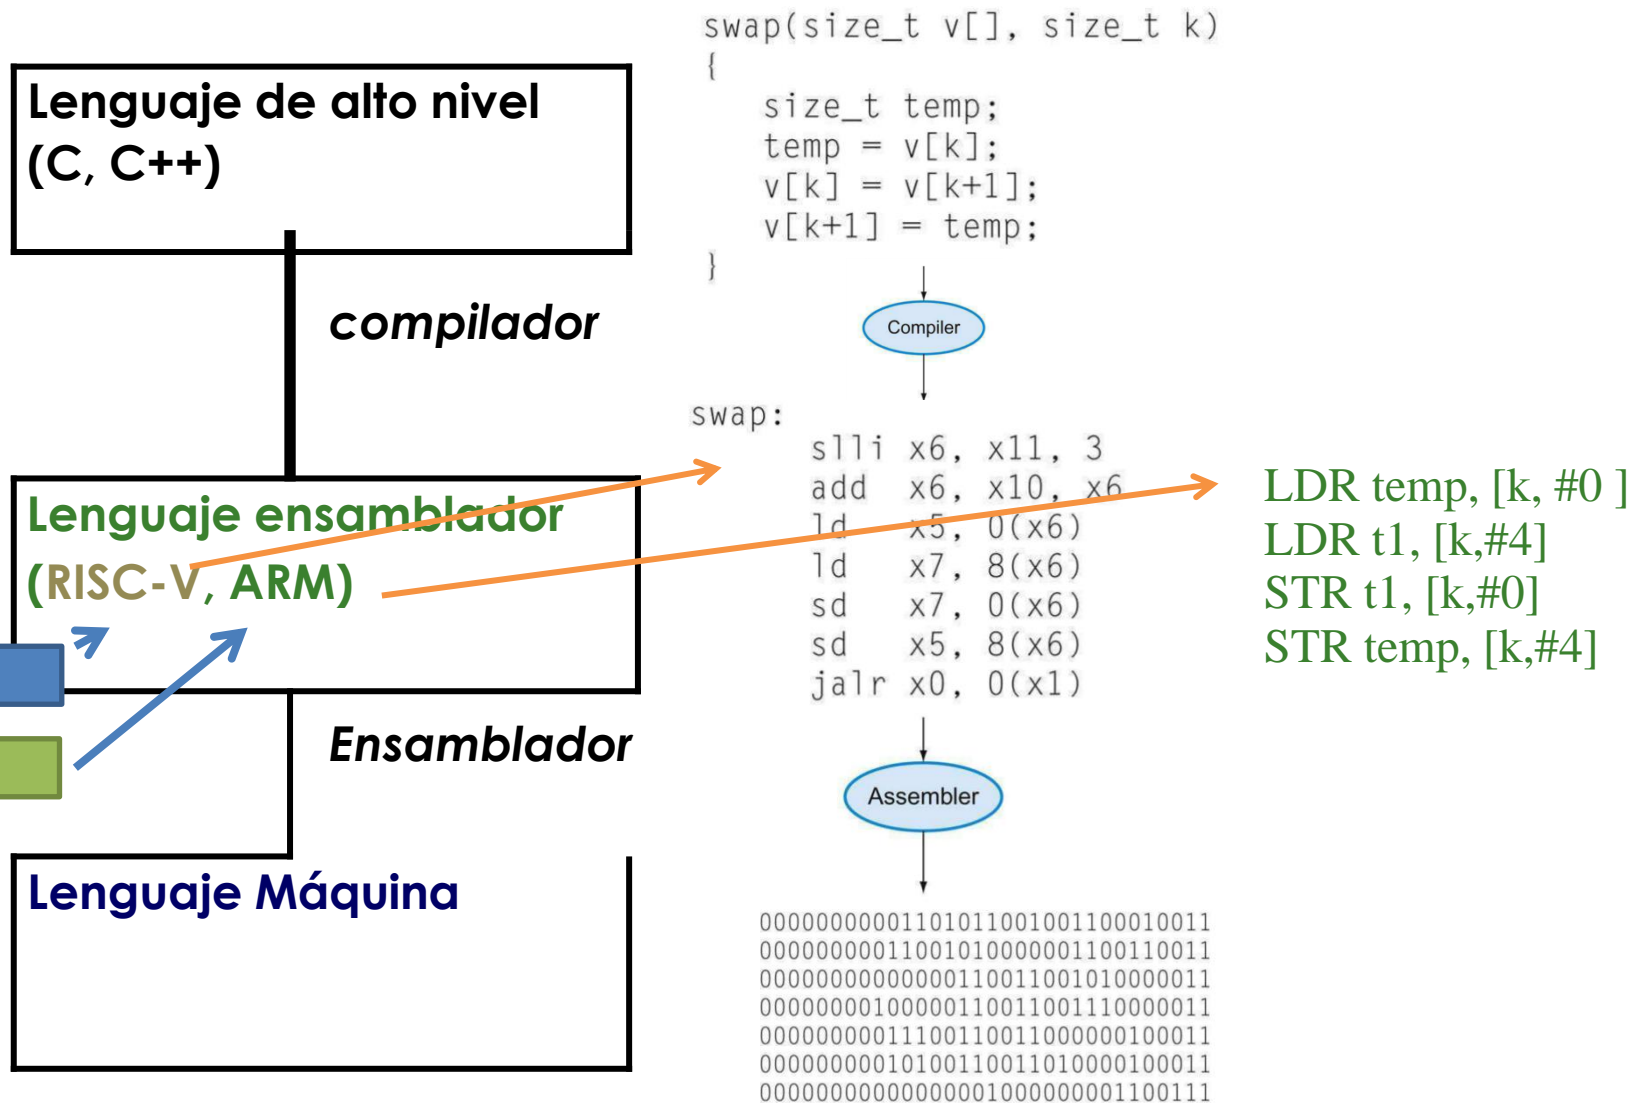 swap(size_t v[], size_t k)
{
size_t temp;
temp = v[k];
v[k] = v[k+1];
v[k+1] = temp;
}
Lenguaje de alto nivel
(C, C++)
compilador
Compiler
swap:
slli x6, x11, 3
add x6, x10, x6
ld x5, 0(x6)
ld x7, 8(x6)
sd x7, 0(x6)
sd x5, 8(x6)
jalr x0, 0(x1)
LDR temp, [k, #0 ]
LDR t1, [k,#4]
STR t1, [k,#0]
STR temp, [k,#4]
Lenguaje ensamblador
(RISC-V, ARM)
Ensamblador
Assembler
Lenguaje Máquina
00000000001101011001001100010011
00000000011001010000001100110011
00000000000000110011001010000011
00000000100000110011001110000011
00000000011100110011000000100011
00000000010100110011010000100011
00000000000000001000000001100111